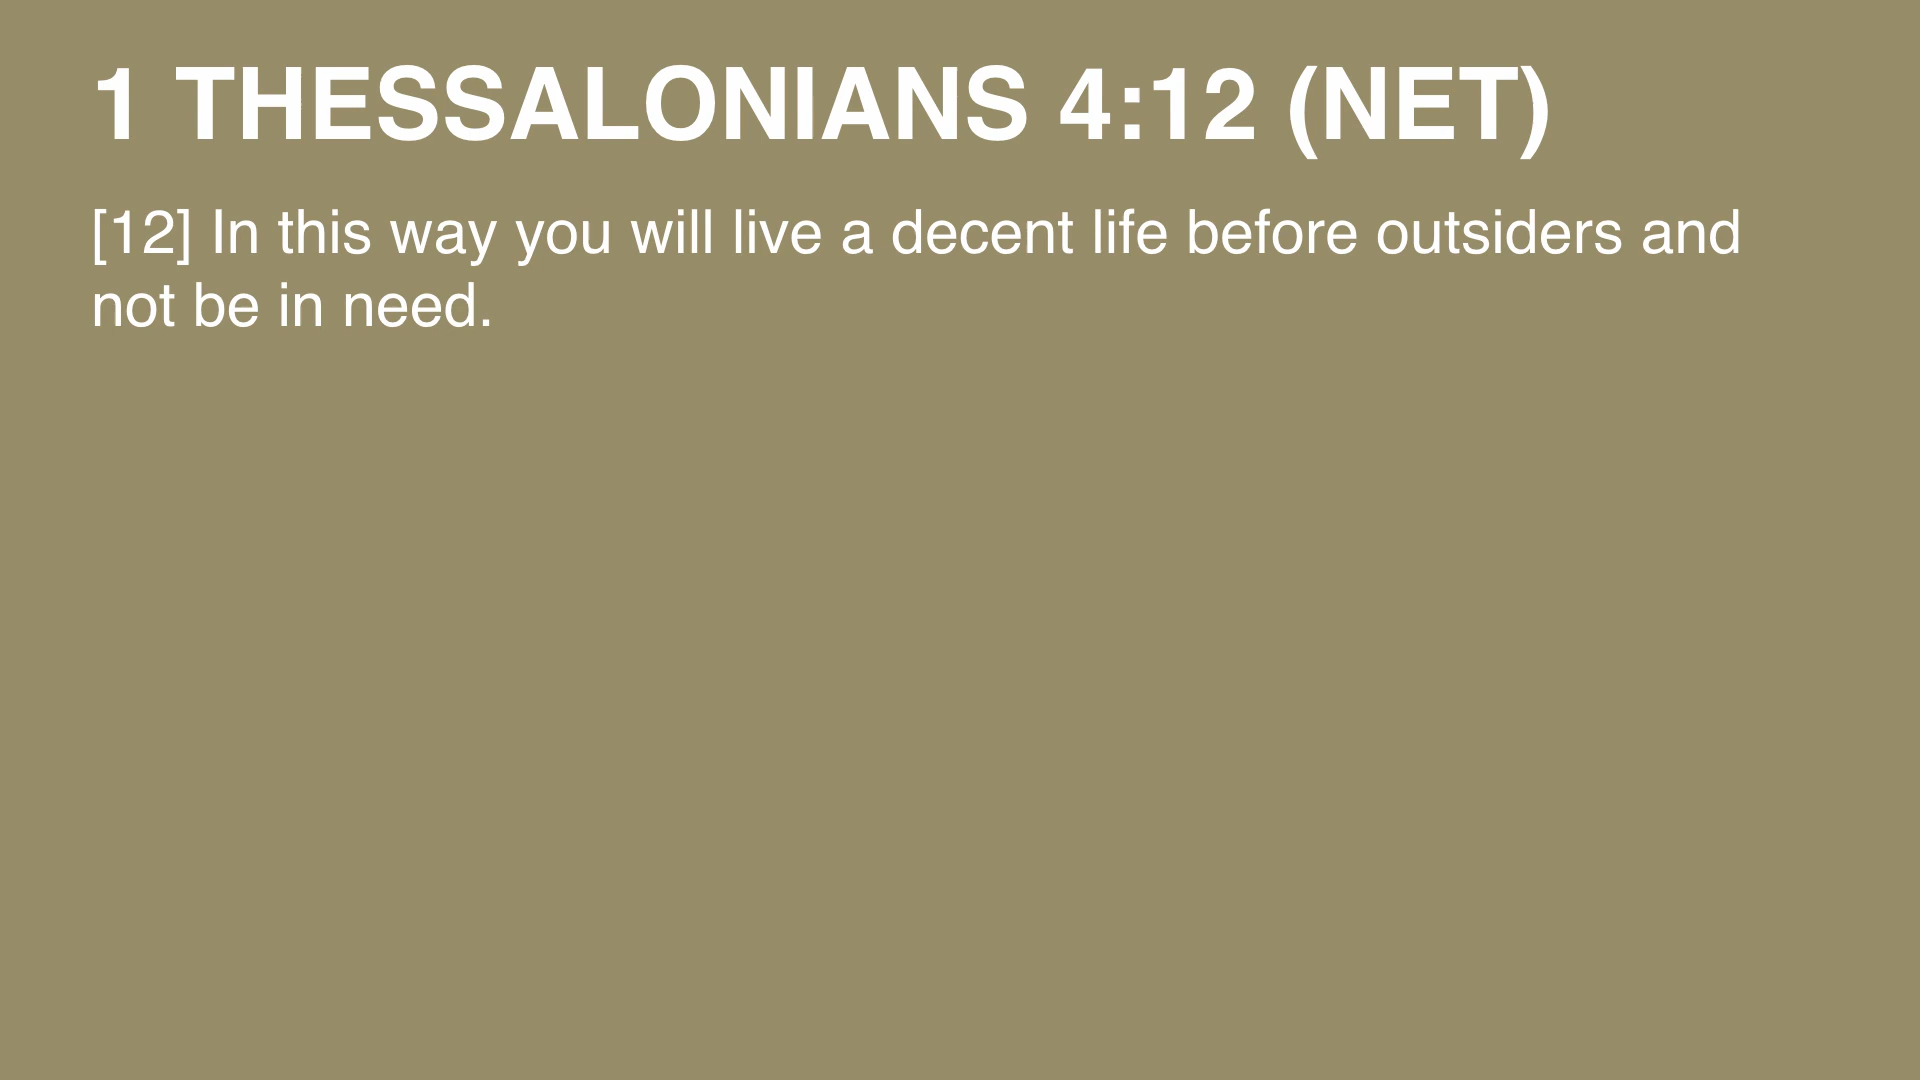 1 THESSALONIANS 4:12 (NET)
[12] In this way you will live a decent life before outsiders and
not be in need.